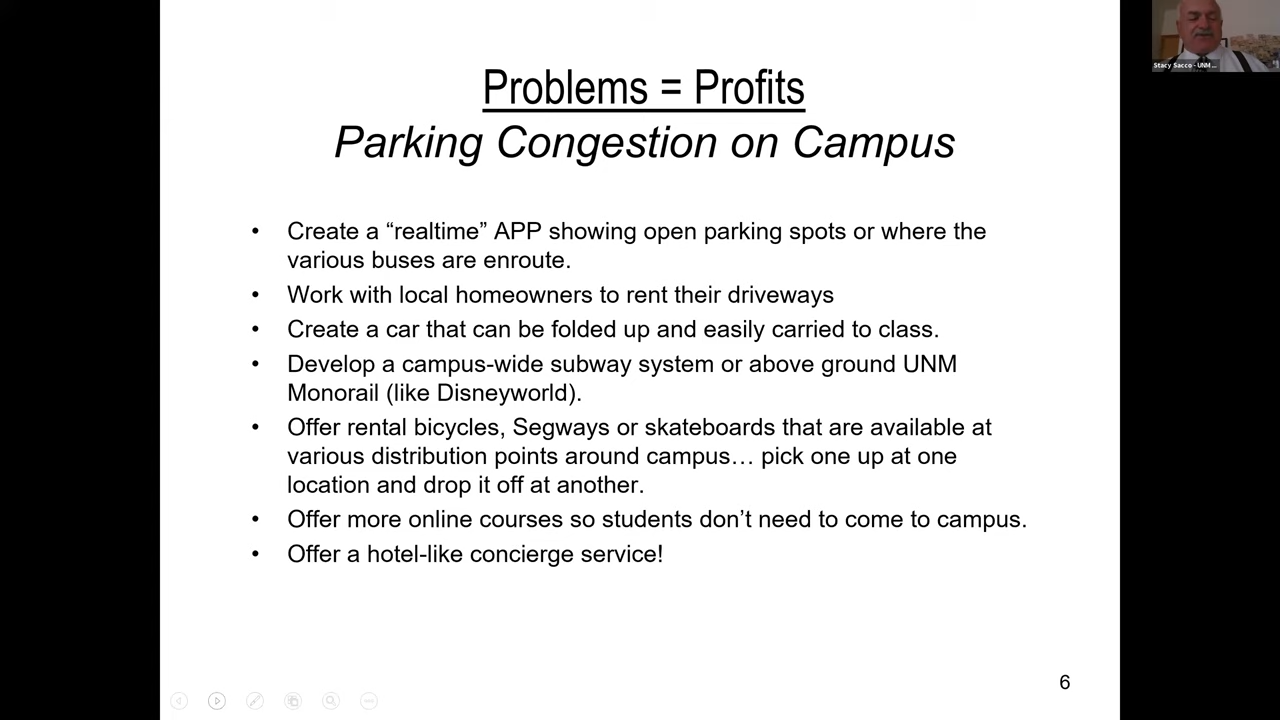 Problems = Profits
Parking Congestion on Campus
• Create a “realtime” APP showing open parking spots or where the
various buses are enroute.
• Work with local homeowners to rent their driveways
• Create a car that can be folded up and easily carried to class.
• Develop a campus-wide subway system or above ground UNM
Monorail (like Disneyworld).
• Offer rental bicycles, Segways or skateboards that are available at
various distribution points around campus… pick one up at one
location and drop it off at another.
• Offer more online courses so students don’t need to come to campus.
• Offer a hotel-like concierge service!
6
Stacy Sacco - UNM ...